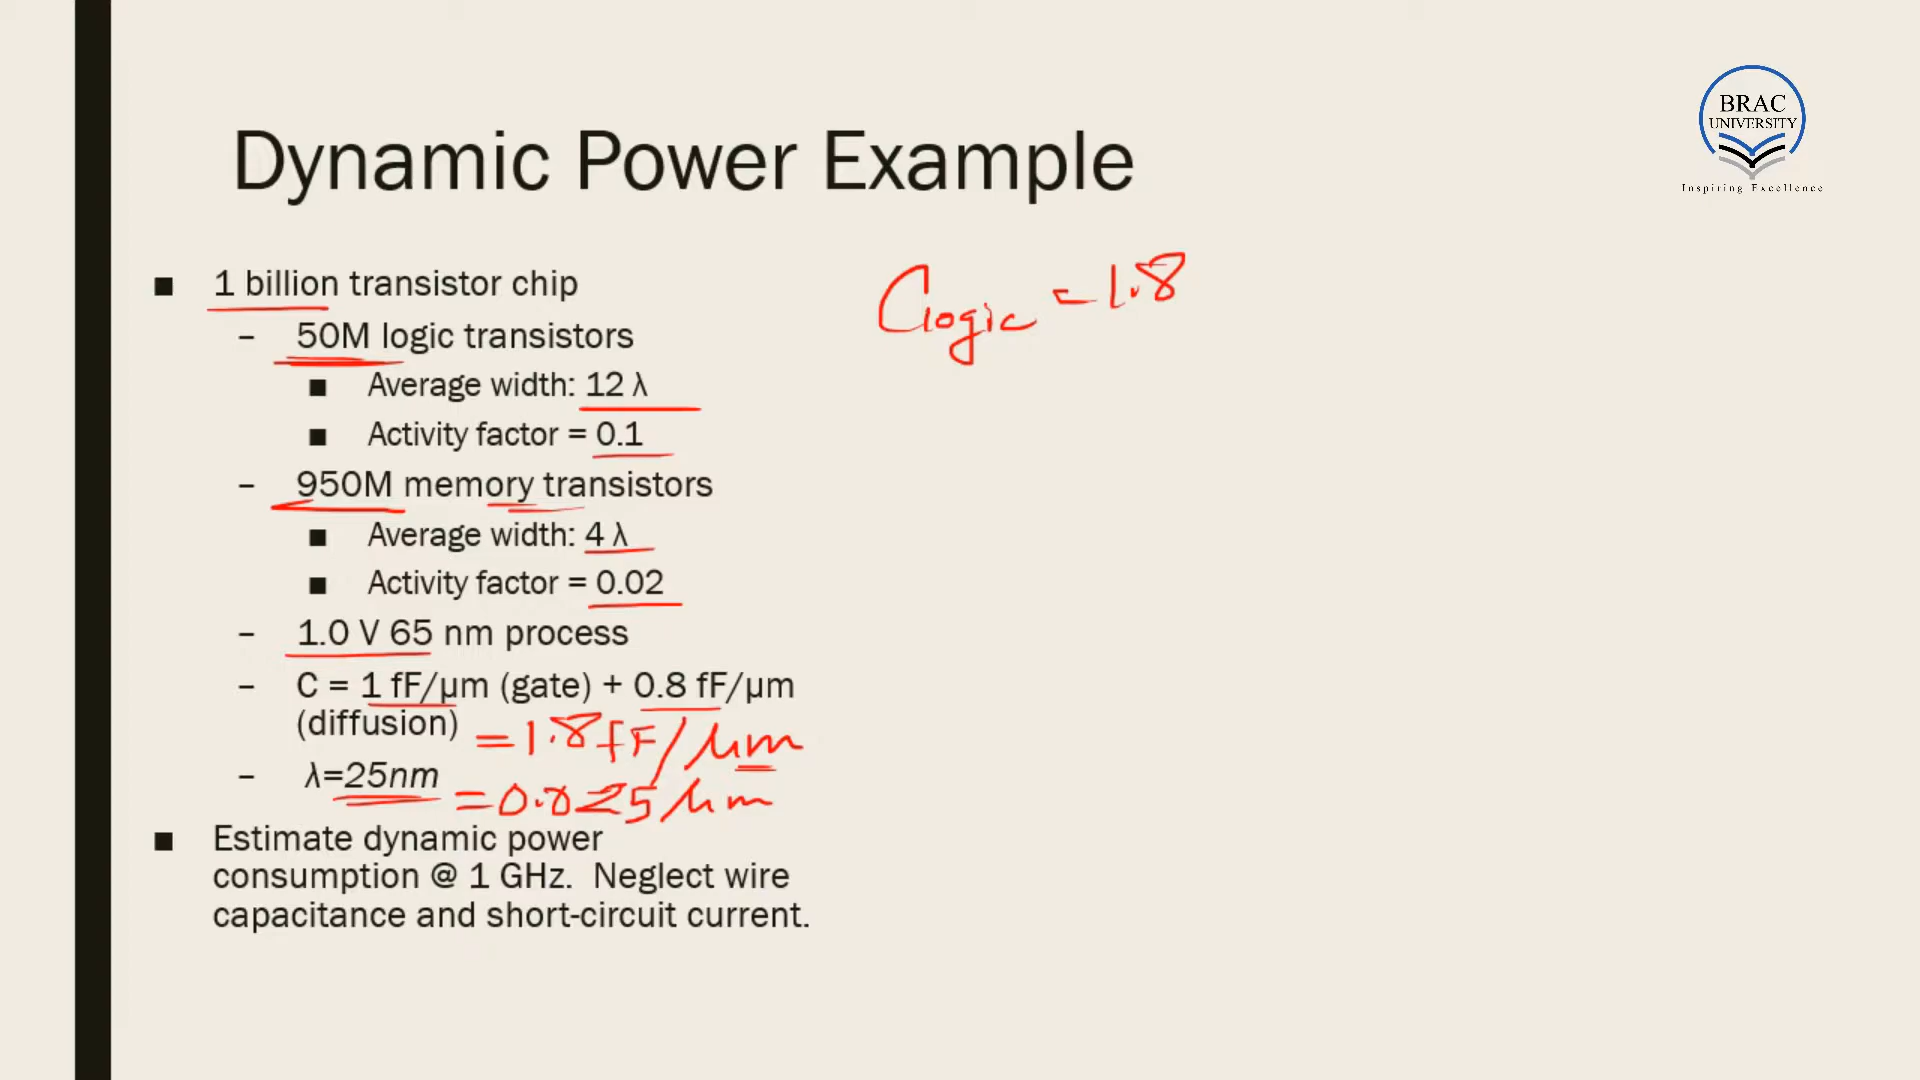 BRAC
UNIVERSITY
Inspiring Excellence
Dynamic Power Example
■ 1 billion transistor chip
– 50M logic transistors
■ Average width: 12 λ
■ Activity factor = 0.1
– 950M memory transistors
■ Average width: 4 λ
■ Activity factor = 0.02
– 1.0 V 65 nm process
– C = 1 fF/μm (gate) + 0.8 fF/μm
(diffusion) = 1.8 fF/μm
– λ=25nm = 0.025 μm
■ Estimate dynamic power
consumption @ 1 GHz. Neglect wire
capacitance and short-circuit current.
Clogic = 1.8